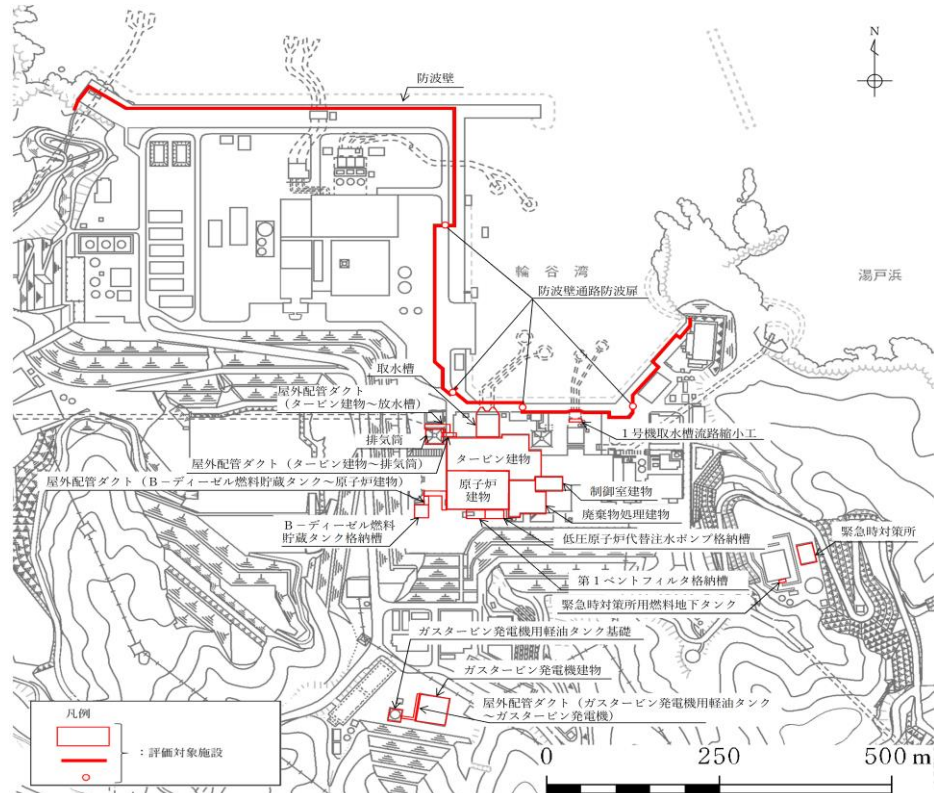 防波壁
N
輪谷湾
湯戸浜
防波壁通路防波扉
取水槽
屋外配管ダクト
(タービン建物~放水槽)
排気筒
1号機取水槽流路縮小工
屋外配管ダクト(タービン建物~排気筒)
タービン建物
屋外配管ダクト(B-ディーゼル燃料貯蔵タンク~原子炉建物)
原子炉
建物
制御室建物
廃棄物処理建物
B-ディーゼル燃料
貯蔵タンク格納槽
低圧原子炉代替注水ポンプ格納槽
緊急時対策所
第1ベントフィルタ格納槽
緊急時対策所用燃料地下タンク
ガスタービン発電機用軽油タンク基礎
ガスタービン発電機建物
屋外配管ダクト(ガスタービン発電機用軽油タンク
~ガスタービン発電機)
凡例
:評価対象施設
0 250 500 m